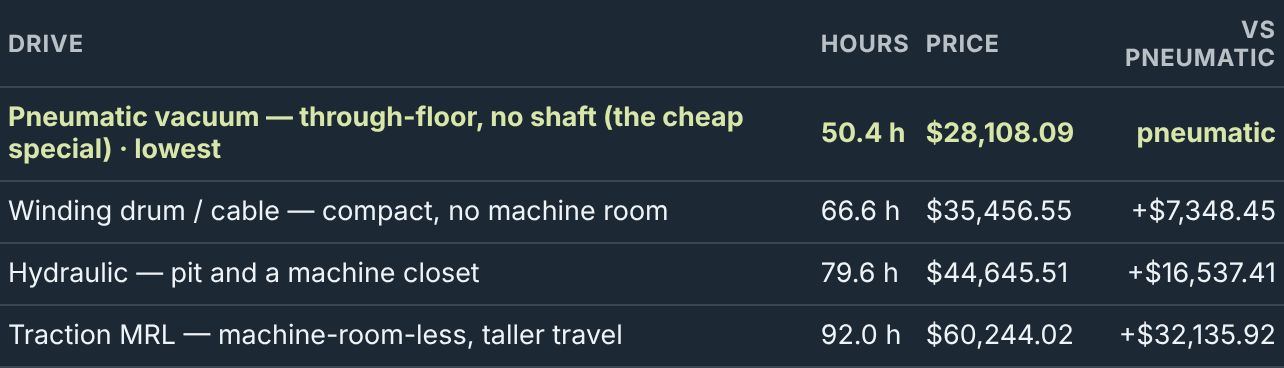 DRIVE HOURS PRICE VS PNEUMATIC
Pneumatic vacuum — through-floor, no shaft (the cheap special) · lowest 50.4 h $28,108.09 pneumatic
Winding drum / cable — compact, no machine room 66.6 h $35,456.55 +$7,348.45
Hydraulic — pit and a machine closet 79.6 h $44,645.51 +$16,537.41
Traction MRL — machine-room-less, taller travel 92.0 h $60,244.02 +$32,135.92